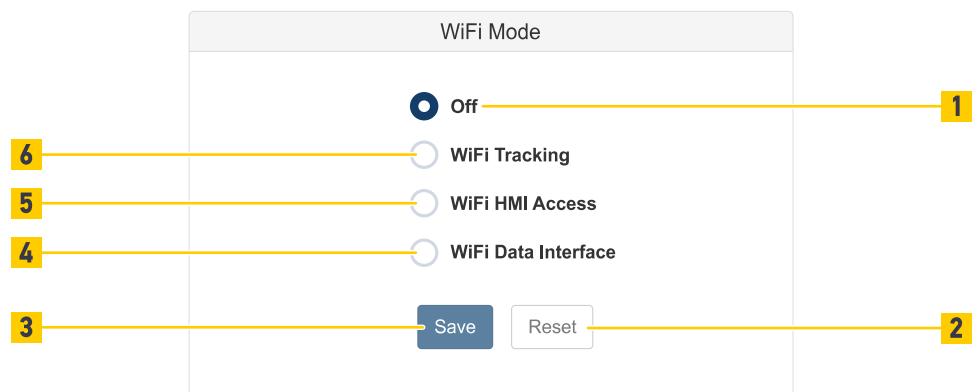 WiFi Mode
Off 1
6 WiFi Tracking
5 WiFi HMI Access
4 WiFi Data Interface
3 Save Reset 2